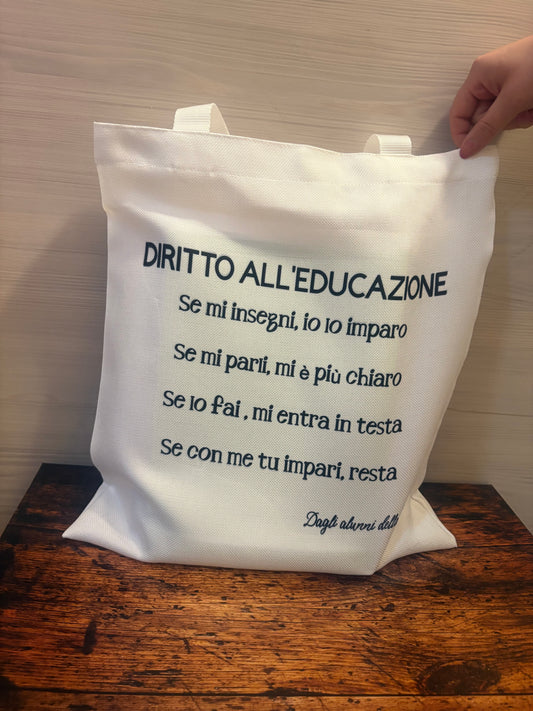 DIRITTO ALL'EDUCAZIONE
Se mi insegni, io lo imparo
Se mi parli, mi è più chiaro
Se lo fai , mi entra in testa
Se con me tu impari, resta
Dagli alunni della